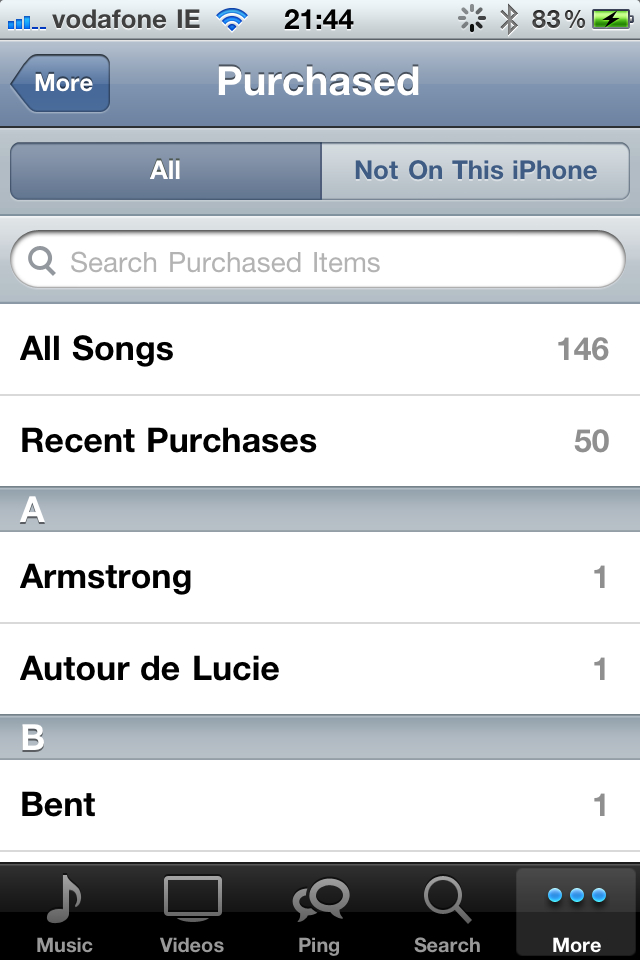 vodafone IE 21:44 83%
More Purchased
All Not On This iPhone
Search Purchased Items
All Songs 146
Recent Purchases 50
A
Armstrong 1
Autour de Lucie 1
B
Bent 1
Music Videos Ping Search More